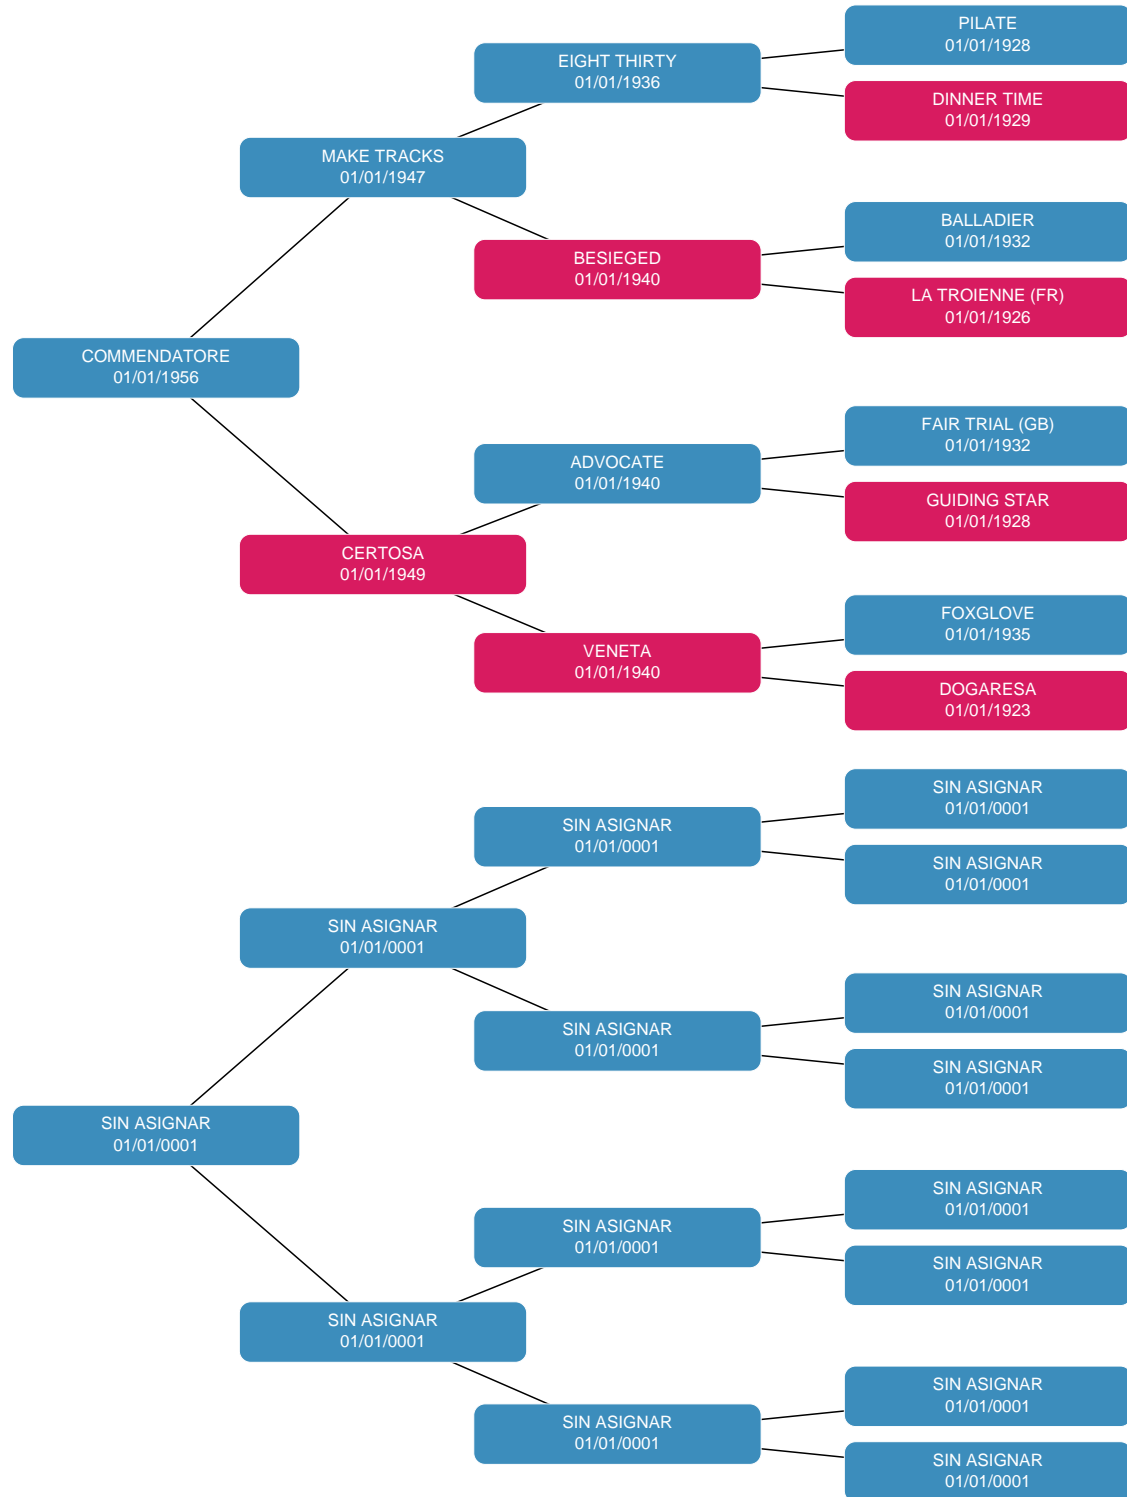 PILATE
01/01/1928
EIGHT THIRTY
01/01/1936
DINNER TIME
01/01/1929
MAKE TRACKS
01/01/1947
BALLADIER
01/01/1932
BESIEGED
01/01/1940
LA TROIENNE (FR)
01/01/1926
COMMENDATORE
01/01/1956
FAIR TRIAL (GB)
01/01/1932
ADVOCATE
01/01/1940
GUIDING STAR
01/01/1928
CERTOSA
01/01/1949
FOXGLOVE
01/01/1935
VENETA
01/01/1940
DOGARESA
01/01/1923
SIN ASIGNAR
01/01/0001
SIN ASIGNAR
01/01/0001
SIN ASIGNAR
01/01/0001
SIN ASIGNAR
01/01/0001
SIN ASIGNAR
01/01/0001
SIN ASIGNAR
01/01/0001
SIN ASIGNAR
01/01/0001
SIN ASIGNAR
01/01/0001
SIN ASIGNAR
01/01/0001
SIN ASIGNAR
01/01/0001
SIN ASIGNAR
01/01/0001
SIN ASIGNAR
01/01/0001
SIN ASIGNAR
01/01/0001
SIN ASIGNAR
01/01/0001
SIN ASIGNAR
01/01/0001